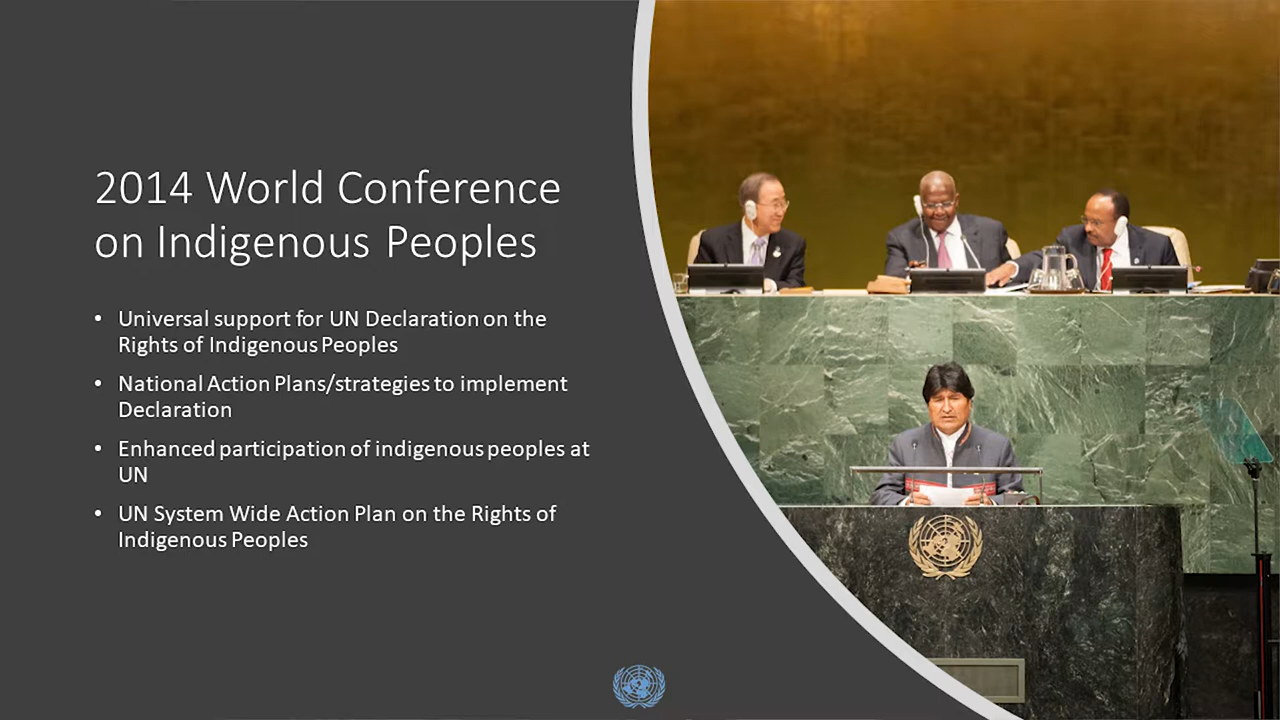 2014 World Conference
on Indigenous Peoples
• Universal support for UN Declaration on the
Rights of Indigenous Peoples
• National Action Plans/strategies to implement
Declaration
• Enhanced participation of indigenous peoples at
UN
• UN System Wide Action Plan on the Rights of
Indigenous Peoples